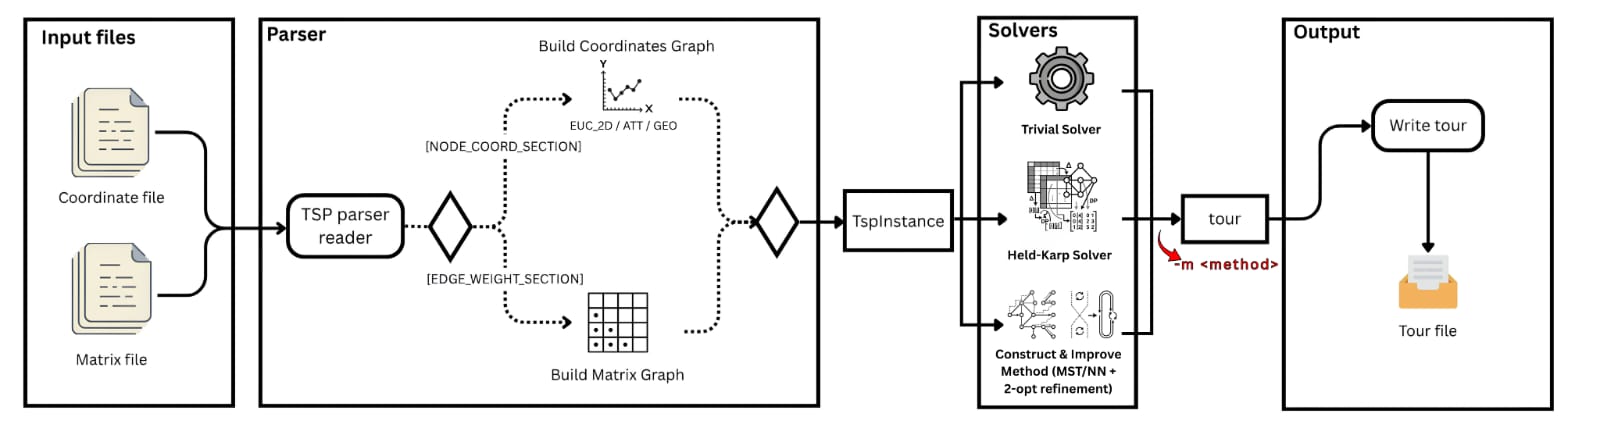 Input files
Coordinate file
Matrix file
Parser
TSP parser
reader
[NODE_COORD_SECTION]
[EDGE_WEIGHT_SECTION]
Build Coordinates Graph
Y
X
EUC_2D / ATT / GEO
Build Matrix Graph
TspInstance
Solvers
Trivial Solver
Held-Karp Solver
Construct & Improve
Method (MST/NN +
2-opt refinement)
tour
-m <method>
Output
Write tour
Tour file